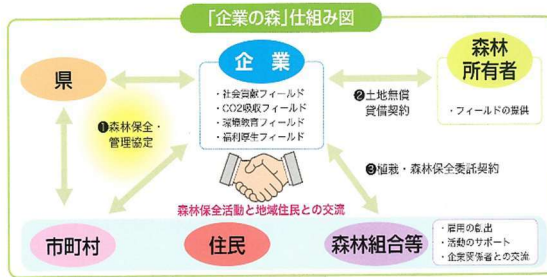 「企業の森」仕組み図
県
企業
・社会貢献フィールド
・CO2吸収フィールド
・環境教育フィールド
・福利厚生フィールド
森林
所有者
・フィールドの提供
❶森林保全・
管理協定
❷土地無償
貸借契約
❸植栽・森林保全委託契約
森林保全活動と地域住民との交流
市町村
住民
森林組合等
・雇用の創出
・活動のサポート
・企業関係者との交流